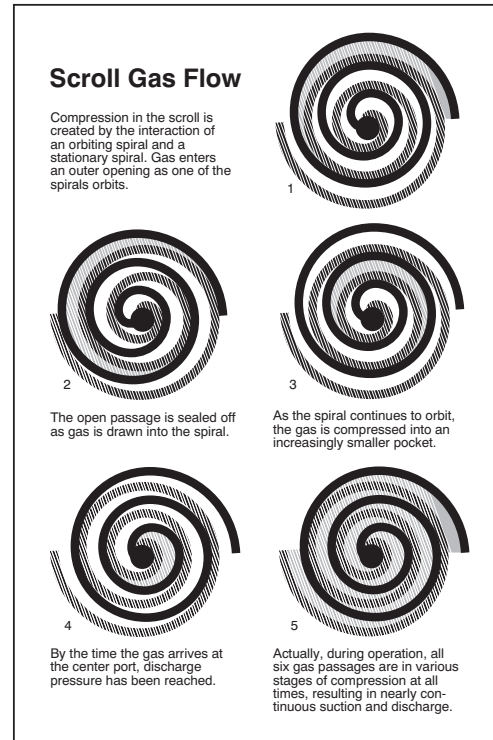 Scroll Gas Flow
Compression in the scroll is
created by the interaction of
an orbiting spiral and a
stationary spiral. Gas enters
an outer opening as one of the
spirals orbits.
1
2
The open passage is sealed off
as gas is drawn into the spiral.
3
As the spiral continues to orbit,
the gas is compressed into an
increasingly smaller pocket.
4
By the time the gas arrives at
the center port, discharge
pressure has been reached.
5
Actually, during operation, all
six gas passages are in various
stages of compression at all
times, resulting in nearly con-
tinuous suction and discharge.